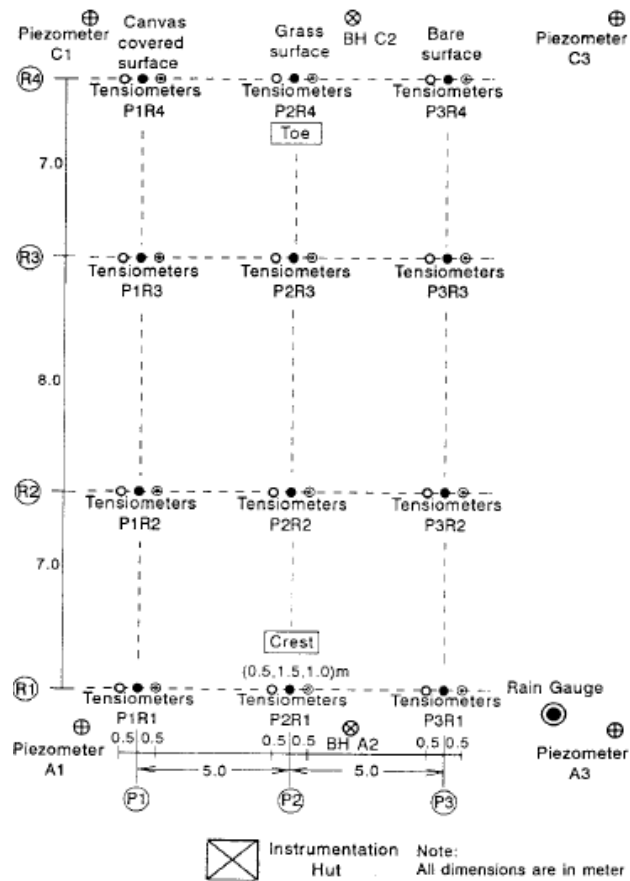 Piezometer
C1
Canvas
covered
surface
Grass
surface
BH C2
Bare
surface
Piezometer
C3
R4
Tensiometers
P1R4
Tensiometers
P2R4
Tensiometers
P3R4
Toe
7.0
R3
Tensiometers
P1R3
Tensiometers
P2R3
Tensiometers
P3R3
8.0
R2
Tensiometers
P1R2
Tensiometers
P2R2
Tensiometers
P3R2
7.0
Crest
(0.5,1.5,1.0)m
R1
Tensiometers
P1R1
Tensiometers
P2R1
Tensiometers
P3R1
Rain Gauge
Piezometer
A1
0.5 0.5
0.5 0.5
BH A2
0.5 0.5
Piezometer
A3
5.0
5.0
P1
P2
P3
Instrumentation
Hut
Note:
All dimensions are in meter